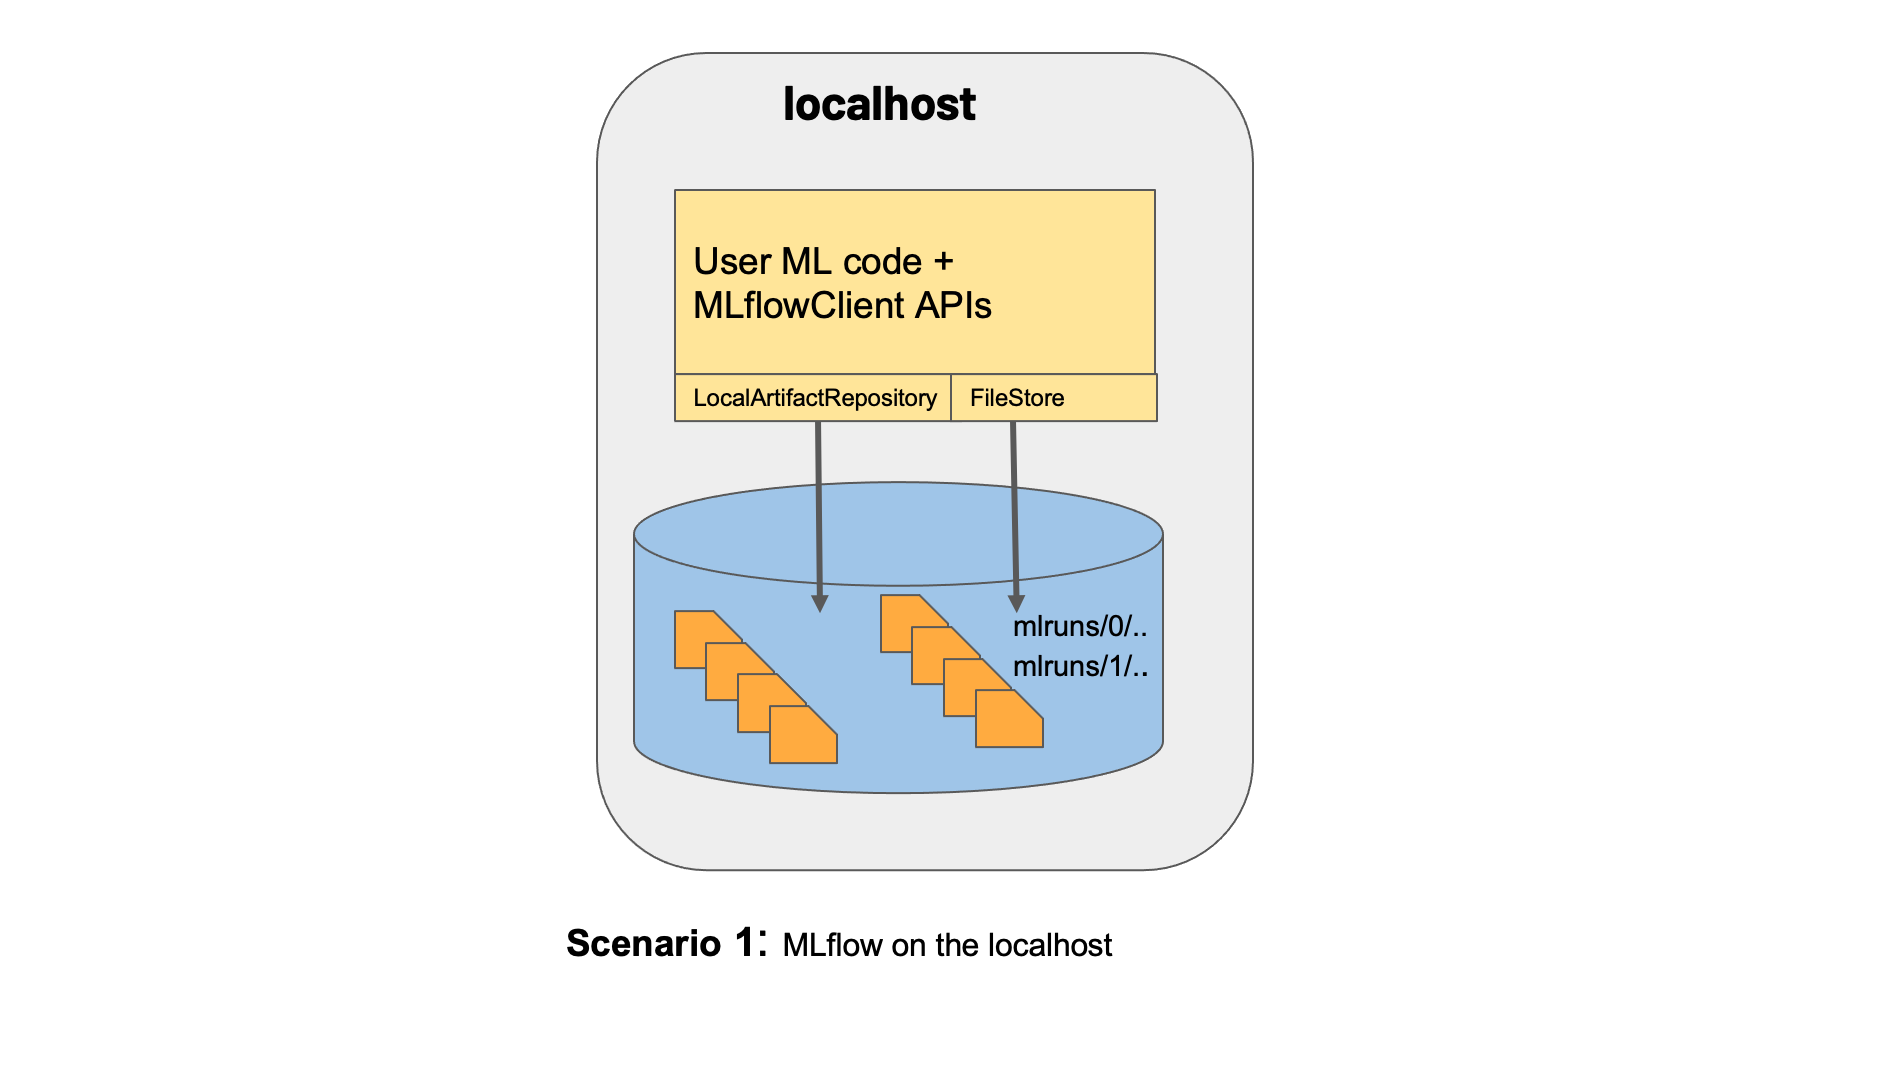 localhost
User ML code +
MLflowClient APIs
LocalArtifactRepository
FileStore
mlruns/0/..
mlruns/1/..
Scenario 1: MLflow on the localhost